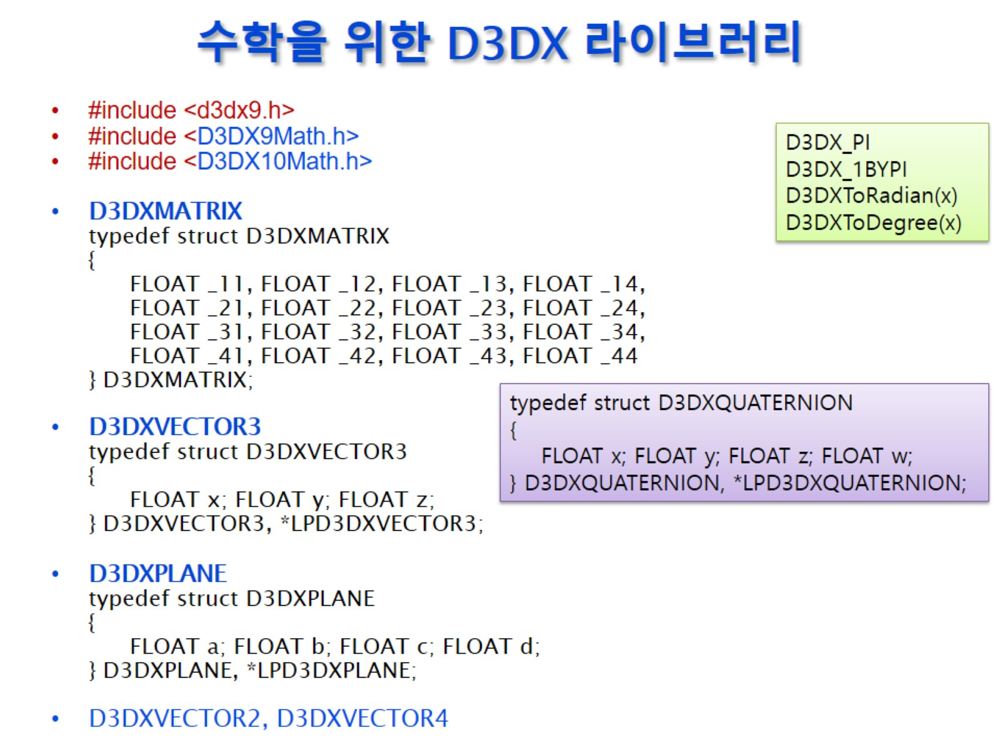 수학을 위한 D3DX 라이브러리
• #include <d3dx9.h>
• #include <D3DX9Math.h>
• #include <D3DX10Math.h>
D3DX_PI
D3DX_1BYPI
D3DXToRadian(x)
D3DXToDegree(x)
• D3DXMATRIX
typedef struct D3DXMATRIX
{
FLOAT _11, FLOAT _12, FLOAT _13, FLOAT _14,
FLOAT _21, FLOAT _22, FLOAT _23, FLOAT _24,
FLOAT _31, FLOAT _32, FLOAT _33, FLOAT _34,
FLOAT _41, FLOAT _42, FLOAT _43, FLOAT _44
} D3DXMATRIX;
typedef struct D3DXQUATERNION
{
FLOAT x; FLOAT y; FLOAT z; FLOAT w;
} D3DXQUATERNION, *LPD3DXQUATERNION;
• D3DXVECTOR3
typedef struct D3DXVECTOR3
{
FLOAT x; FLOAT y; FLOAT z;
} D3DXVECTOR3, *LPD3DXVECTOR3;
• D3DXPLANE
typedef struct D3DXPLANE
{
FLOAT a; FLOAT b; FLOAT c; FLOAT d;
} D3DXPLANE, *LPD3DXPLANE;
• D3DXVECTOR2, D3DXVECTOR4